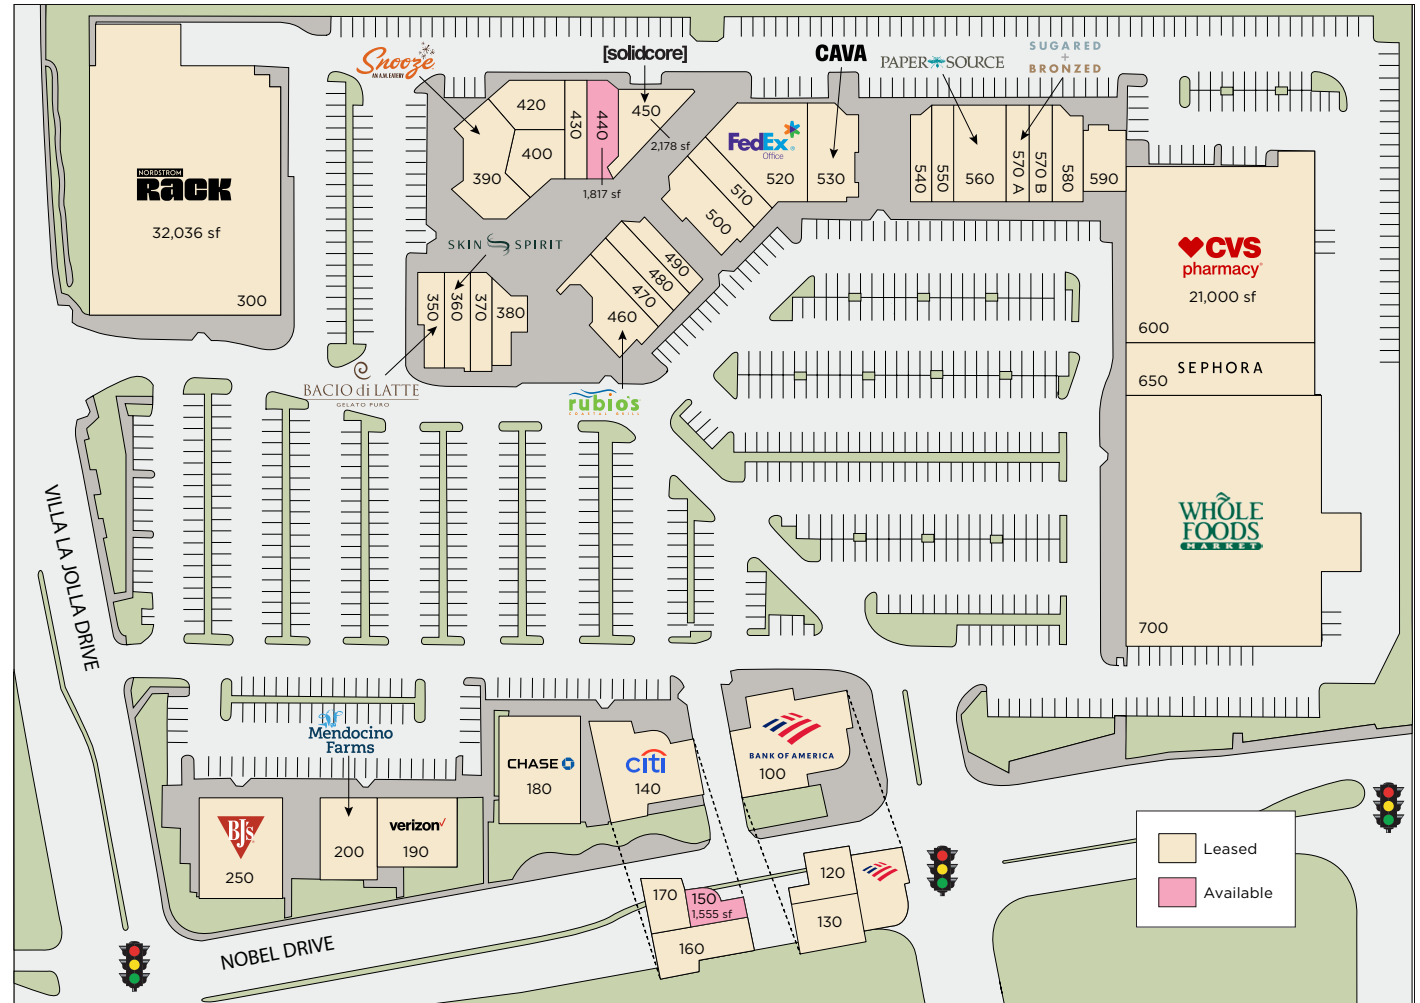 Snooze
AN A.M. EATERY
[solidcore]
CAVA
PAPER SOURCE
SUGARED
+
BRONZED
420
430
440
450
2,178 sf
400
390
1,817 sf
FedEx
Office
520
530
510
500
540
550
560
570 A
570 B
580
590
NORDSTROM
RACK
32,036 sf
300
SKIN SPIRIT
350
360
370
380
490
480
470
460
BACIO di LATTE
GELATO PURO
rubio's
COASTAL GRILL
CVS
pharmacy
21,000 sf
600
650
SEPHORA
WHOLE
FOODS
MARKET
700
VILLA LA JOLLA DRIVE
Mendocino
Farms
BJ's
250
200
verizon
190
CHASE
180
citi
140
BANK OF AMERICA
100
170
150
1,555 sf
160
120
130
NOBEL DRIVE
Leased
Available